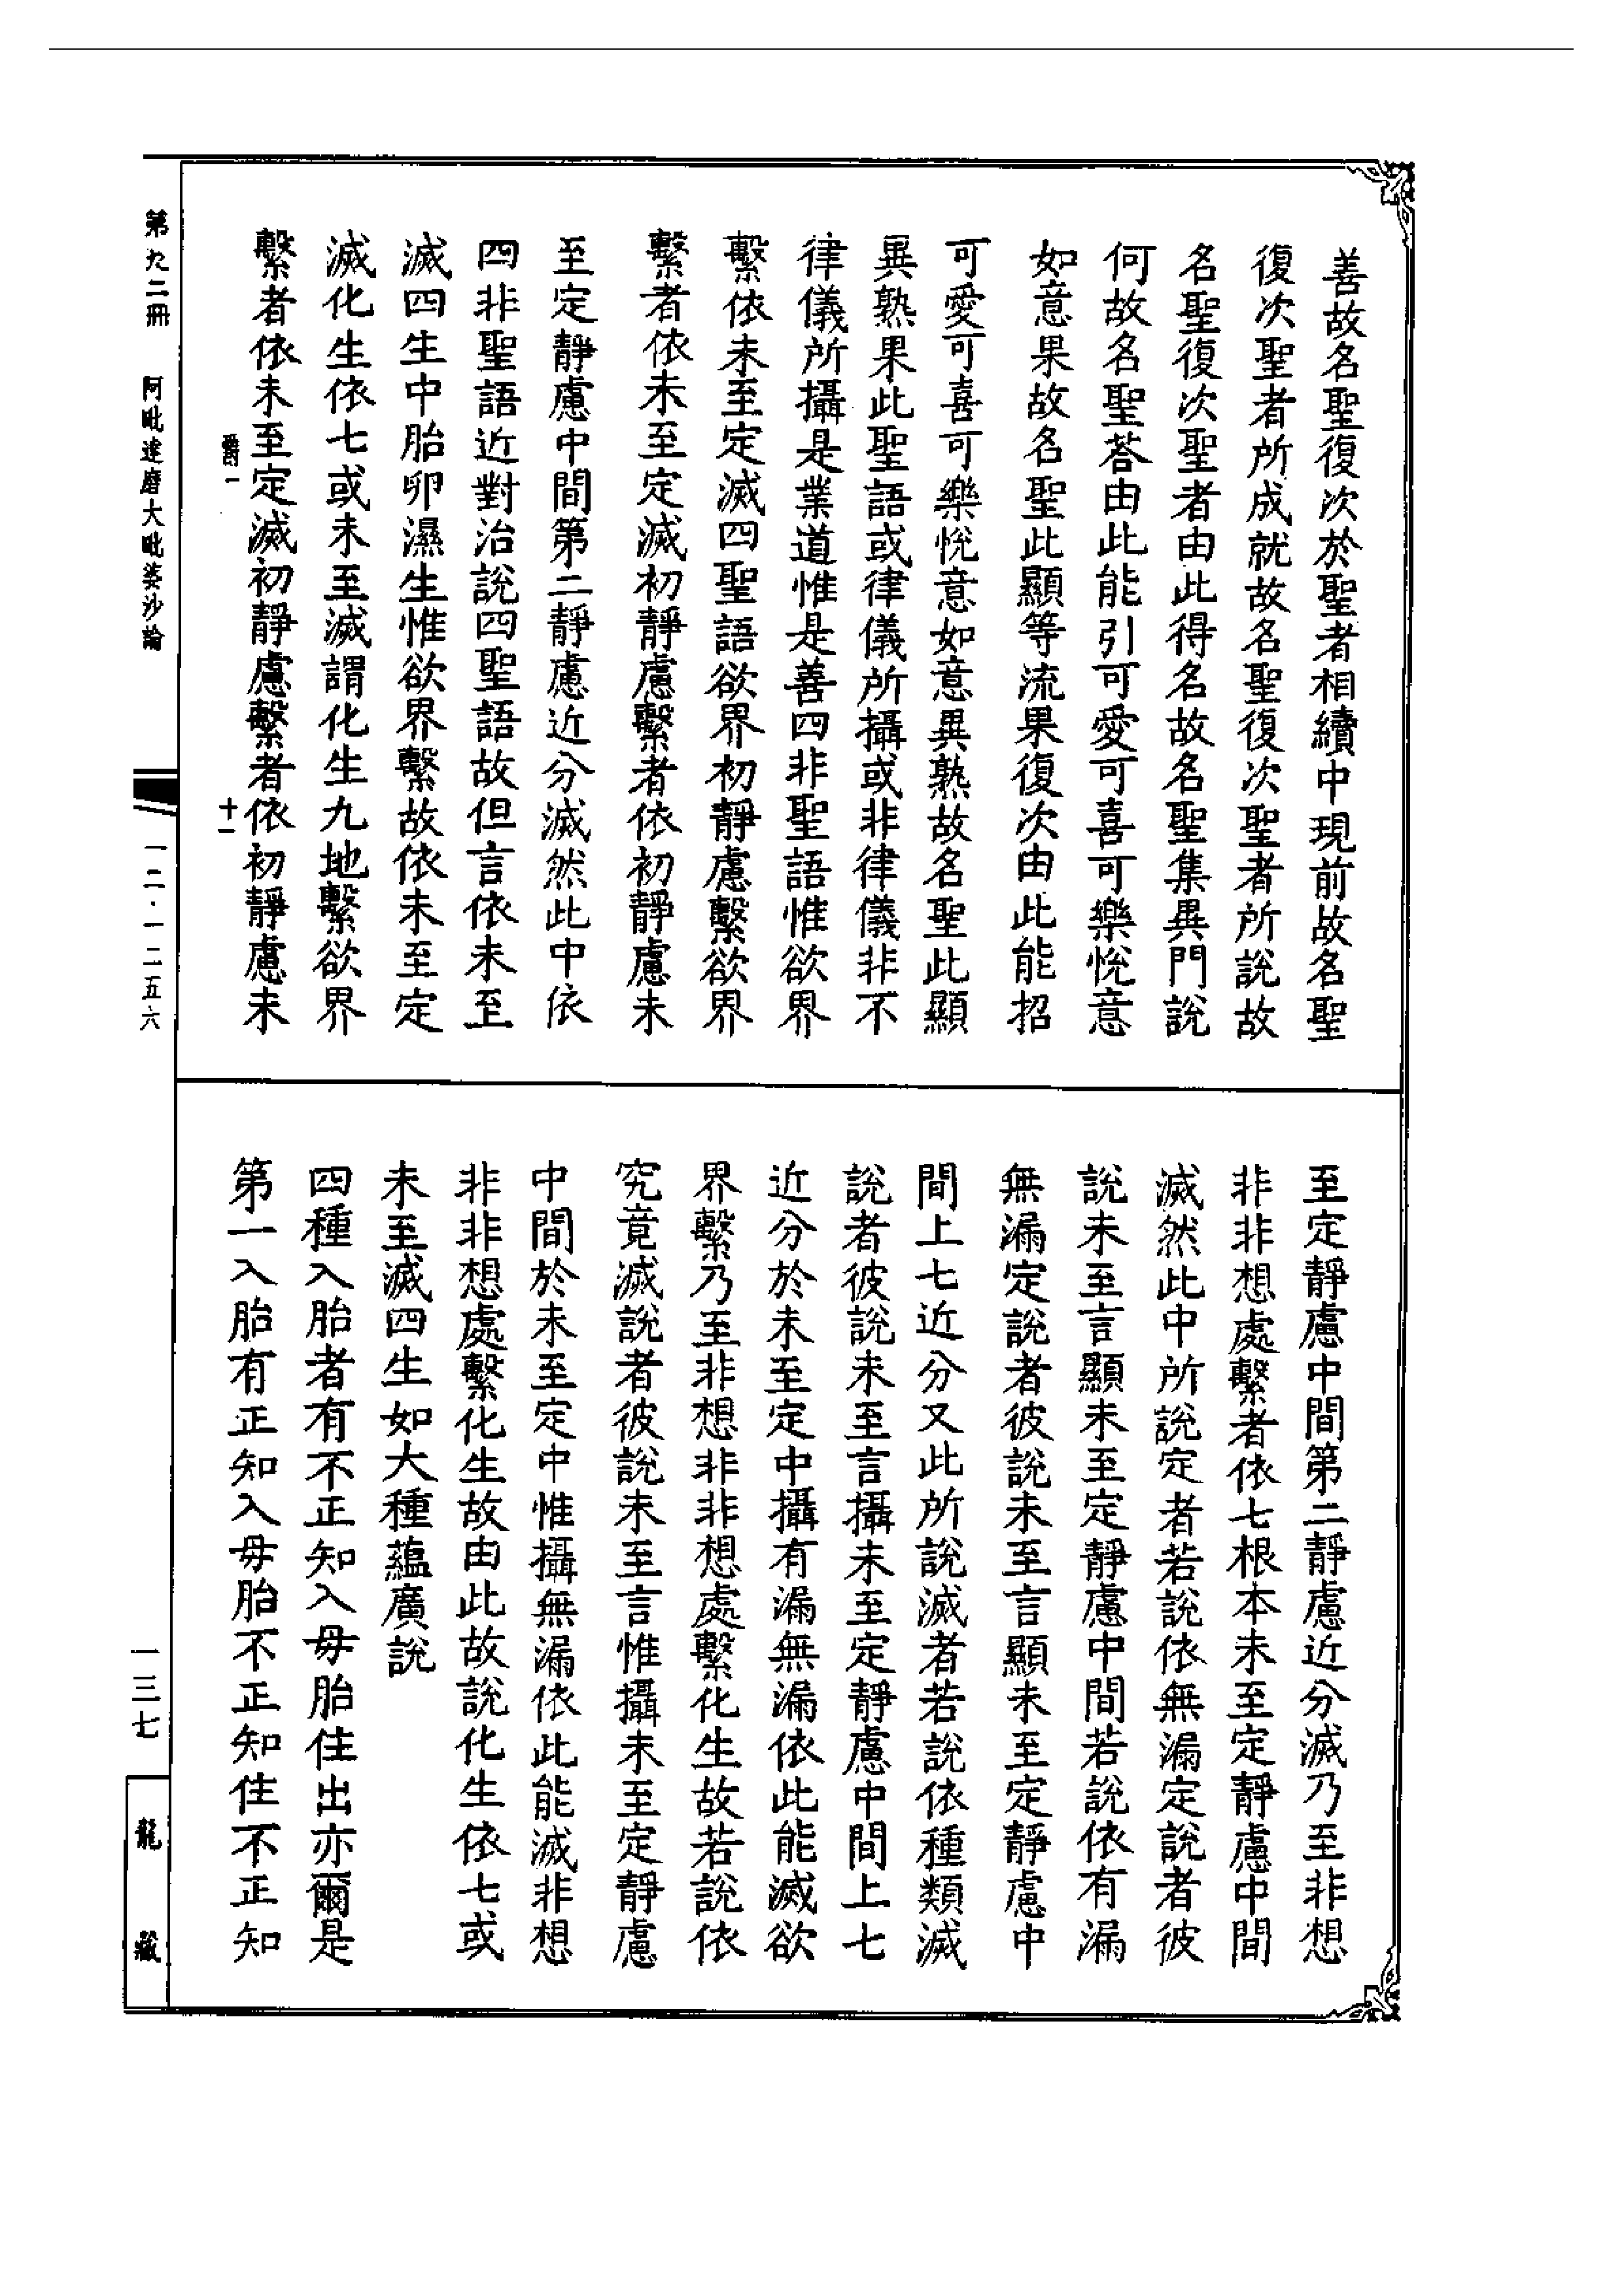 善故名聖復次於聖者相續中現前故名聖
復次聖者所成就故名聖復次聖者所說故
名聖復次聖者由此得名故名聖集異門說
何故名聖荅由此能引可愛可喜可樂悅意
如意果故名聖此顯等流果復次由此能招
可愛可喜可樂悅意如意異熟故名聖此顯
異熟果此聖語或律儀所攝或非律儀非不
律儀所攝是業道惟是善四非聖語惟欲界
繫依未至定滅四聖語欲界初靜慮繫欲界
繫者依未至定滅初靜慮繫者依初靜慮未
至定靜慮中間第二靜慮近分滅然此中依
四非聖語近對治說四聖語故但言依未至
滅四生中胎卵濕生惟欲界繫故依未至定
滅化生依七或未至滅謂化生九地繫欲界
繫者依未至定滅初靜慮繫者依初靜慮未
爵一
十一
至定靜慮中間第二靜慮近分滅乃至非想
非非想處繫者依七根本未至定靜慮中間
滅然此中所說定者若說依無漏定說者彼
說未至言顯未至定靜慮中間若說依有漏
無漏定說者彼說未至言顯未至定靜慮中
間上七近分又此所說滅者若說依種類滅
說者彼說未至言攝未至定靜慮中間上七
近分於未至定中攝有漏無漏依此能滅欲
界繫乃至非想非非想處繫化生故若說依
究竟滅說者彼說未至言惟攝未至定靜慮
中間於未至定中惟攝無漏依此能滅非想
非非想處繫化生故由此故說化生依七或
未至滅四生如大種蘊廣說
四種入胎者有不正知入母胎住出亦爾是
第一入胎有正知入母胎不正知住不正知
第九二冊　阿毗達磨大毗婆沙論
一二·一二五六
一三七
龍藏